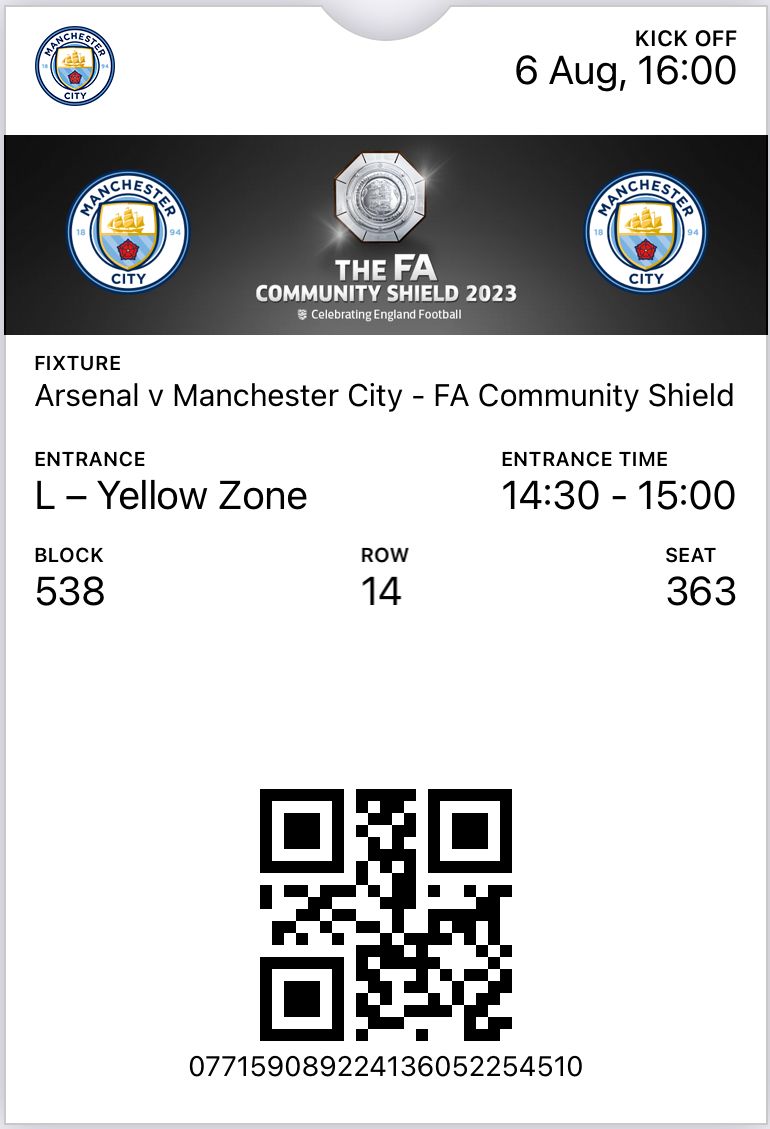 MANCHESTER
18 94
CITY
KICK OFF
6 Aug, 16:00
MANCHESTER
18 94
CITY
THE FA
COMMUNITY SHIELD 2023
Celebrating England Football
MANCHESTER
18 94
CITY
FIXTURE
Arsenal v Manchester City - FA Community Shield
ENTRANCE
L – Yellow Zone
ENTRANCE TIME
14:30 - 15:00
BLOCK
538
ROW
14
SEAT
363
077159089224136052254510